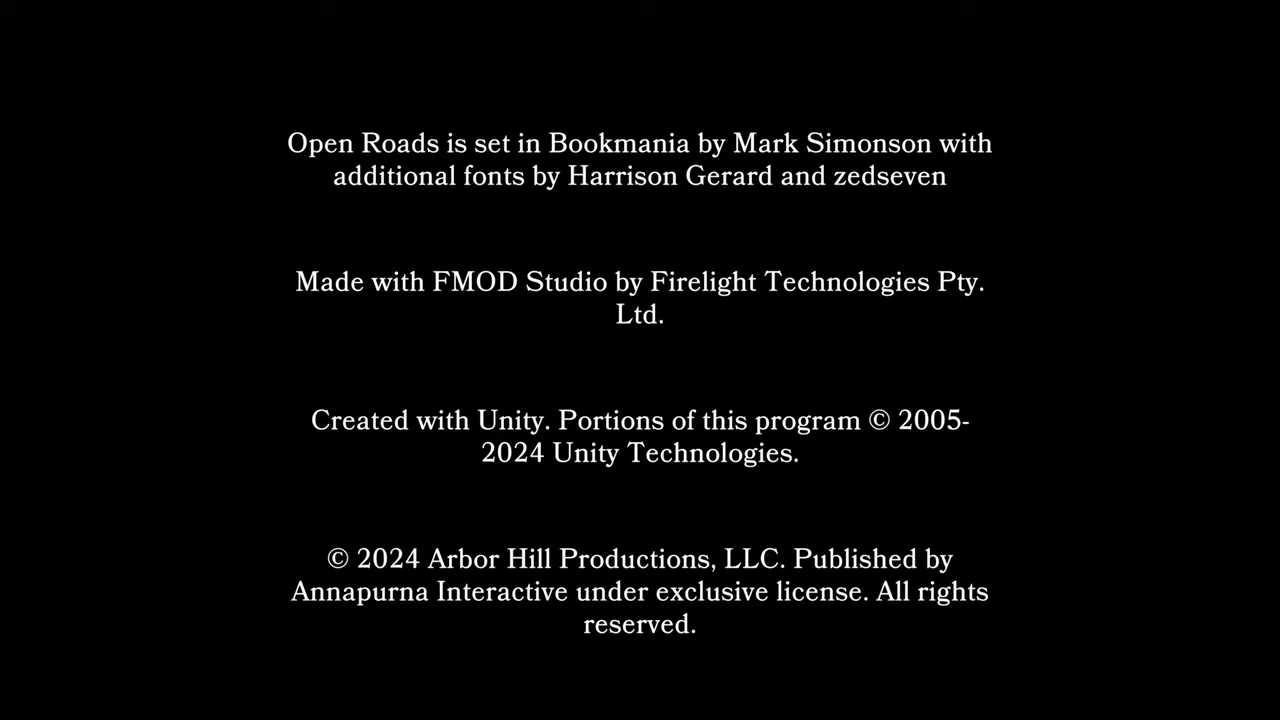 Open Roads is set in Bookmania by Mark Simonson with
additional fonts by Harrison Gerard and zedseven
Made with FMOD Studio by Firelight Technologies Pty.
Ltd.
Created with Unity. Portions of this program © 2005-
2024 Unity Technologies.
© 2024 Arbor Hill Productions, LLC. Published by
Annapurna Interactive under exclusive license. All rights
reserved.